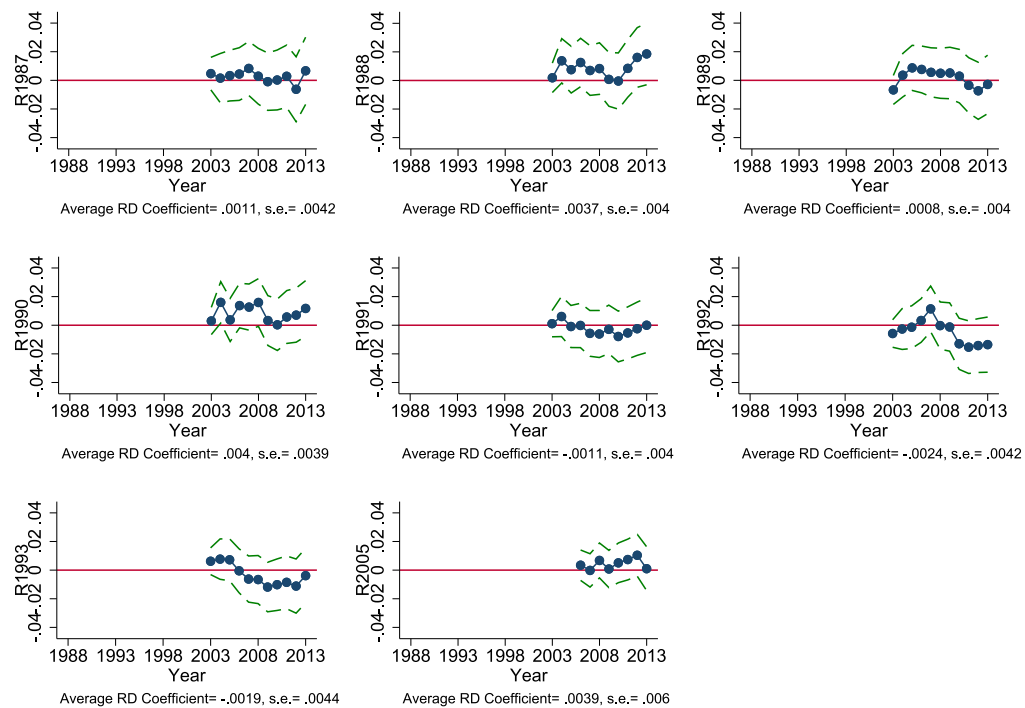 R1987
-.04 -.02 0 .02 .04
1988 1993 1998 2003 2008 2013
Year
Average RD Coefficient= .0011, s.e.= .0042
R1988
-.04 -.02 0 .02 .04
1988 1993 1998 2003 2008 2013
Year
Average RD Coefficient= .0037, s.e.= .004
R1989
-.04 -.02 0 .02 .04
1988 1993 1998 2003 2008 2013
Year
Average RD Coefficient= .0008, s.e.= .004
R1990
-.04 -.02 0 .02 .04
1988 1993 1998 2003 2008 2013
Year
Average RD Coefficient= .004, s.e.= .0039
R1991
-.04 -.02 0 .02 .04
1988 1993 1998 2003 2008 2013
Year
Average RD Coefficient= -.0011, s.e.= .004
R1992
-.04 -.02 0 .02 .04
1988 1993 1998 2003 2008 2013
Year
Average RD Coefficient= -.0024, s.e.= .0042
R1993
-.04 -.02 0 .02 .04
1988 1993 1998 2003 2008 2013
Year
Average RD Coefficient= -.0019, s.e.= .0044
R2005
-.04 -.02 0 .02 .04
1988 1993 1998 2003 2008 2013
Year
Average RD Coefficient= .0039, s.e.= .006